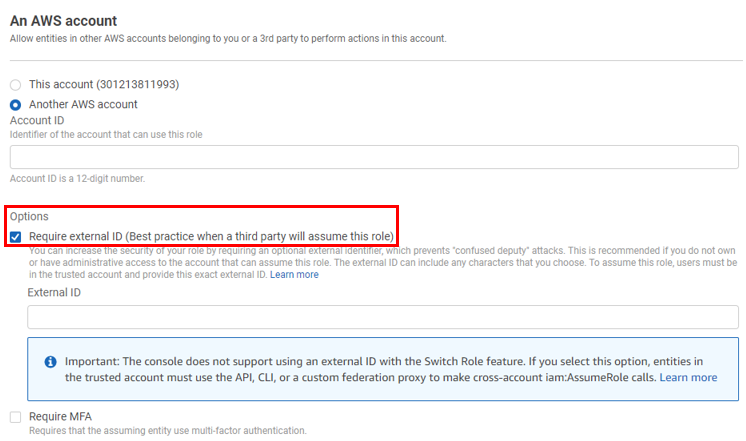 An AWS account
Allow entities in other AWS accounts belonging to you or a 3rd party to perform actions in this account.
This account (301213811993)
Another AWS account
Account ID
Identifier of the account that can use this role
Account ID is a 12-digit number.
Options
Require external ID (Best practice when a third party will assume this role)
You can increase the security of your role by requiring an optional external identifier, which prevents "confused deputy" attacks. This is recommended if you do not own
or have administrative access to the account that can assume this role. The external ID can include any characters that you choose. To assume this role, users must be
in the trusted account and provide this exact external ID. Learn more
External ID
Important: The console does not support using an external ID with the Switch Role feature. If you select this option, entities in
the trusted account must use the API, CLI, or a custom federation proxy to make cross-account iam:AssumeRole calls. Learn more
Require MFA
Requires that the assuming entity use multi-factor authentication.